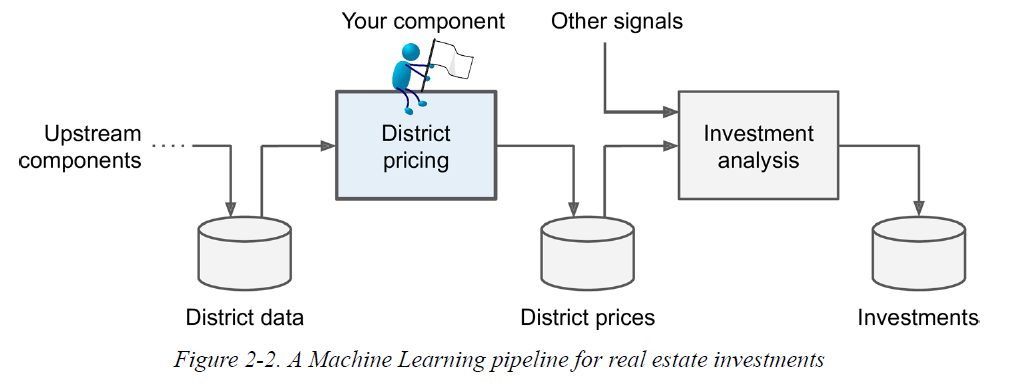 Your component
Other signals
Upstream
components
District
pricing
Investment
analysis
District data
District prices
Investments
Figure 2-2. A Machine Learning pipeline for real estate investments